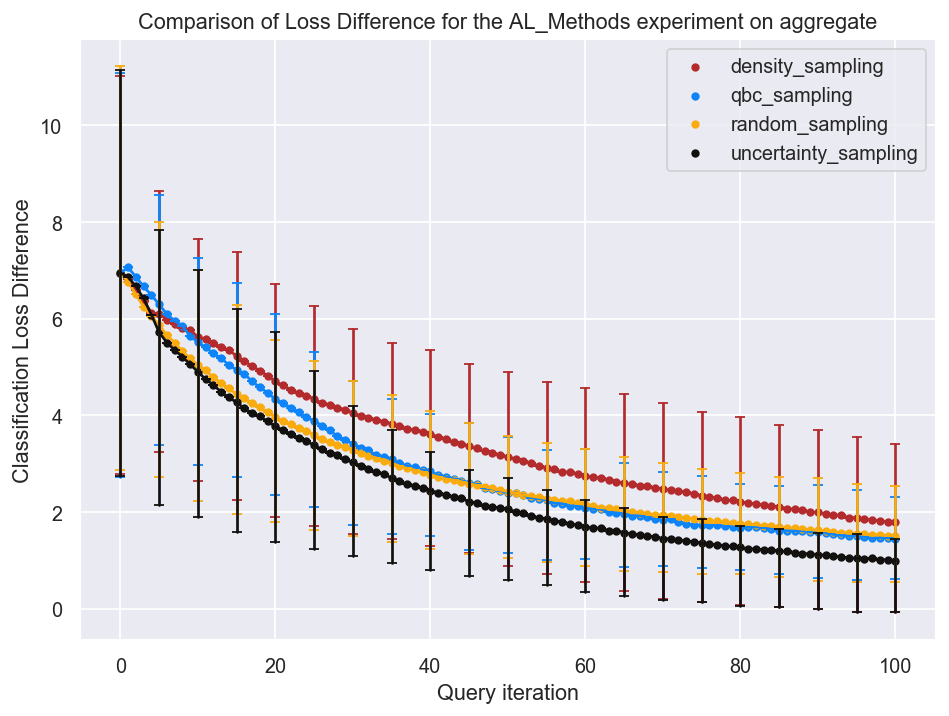 Comparison of Loss Difference for the AL_Methods experiment on aggregate
density_sampling
qbc_sampling
random_sampling
uncertainty_sampling
Classification Loss Difference
10
8
6
4
2
0
0 20 40 60 80 100
Query iteration